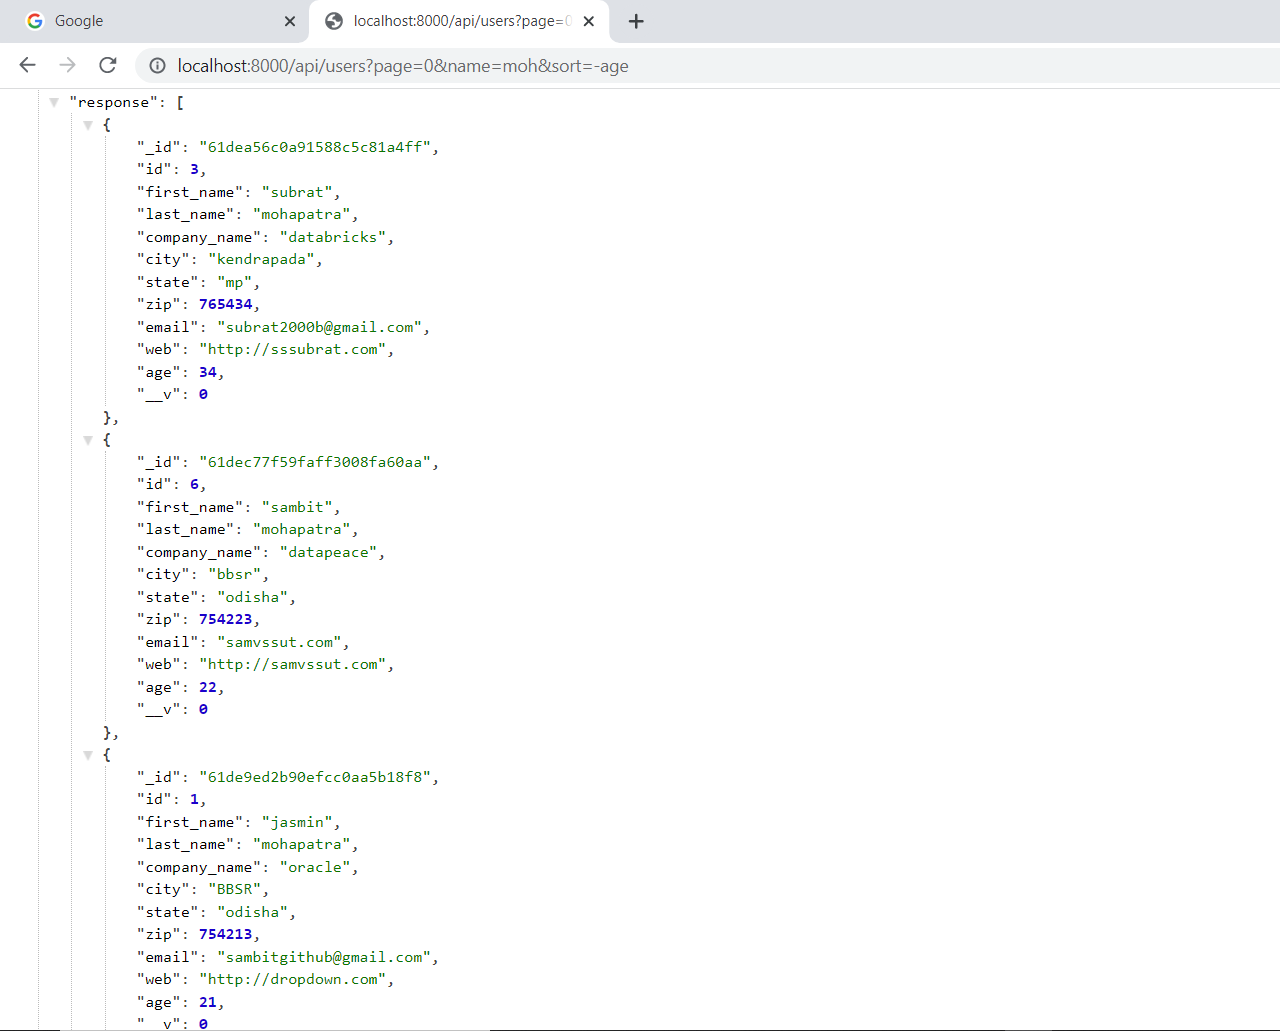 Google
localhost:8000/api/users?page=0
localhost:8000/api/users?page=0&name=moh&sort=-age
"response": [
{
"_id": "61dea56c0a91588c5c81a4ff",
"id": 3,
"first_name": "subrat",
"last_name": "mohapatra",
"company_name": "databricks",
"city": "kendrapada",
"state": "mp",
"zip": 765434,
"email": "subrat2000b@gmail.com",
"web": "http://sssubrat.com",
"age": 34,
"__v": 0
},
{
"_id": "61dec77f59faff3008fa60aa",
"id": 6,
"first_name": "sambit",
"last_name": "mohapatra",
"company_name": "datapeace",
"city": "bbsr",
"state": "odisha",
"zip": 754223,
"email": "samvssut.com",
"web": "http://samvssut.com",
"age": 22,
"__v": 0
},
{
"_id": "61de9ed2b90efcc0aa5b18f8",
"id": 1,
"first_name": "jasmin",
"last_name": "mohapatra",
"company_name": "oracle",
"city": "BBSR",
"state": "odisha",
"zip": 754213,
"email": "sambitgithub@gmail.com",
"web": "http://dropdown.com",
"age": 21,
"__v": 0